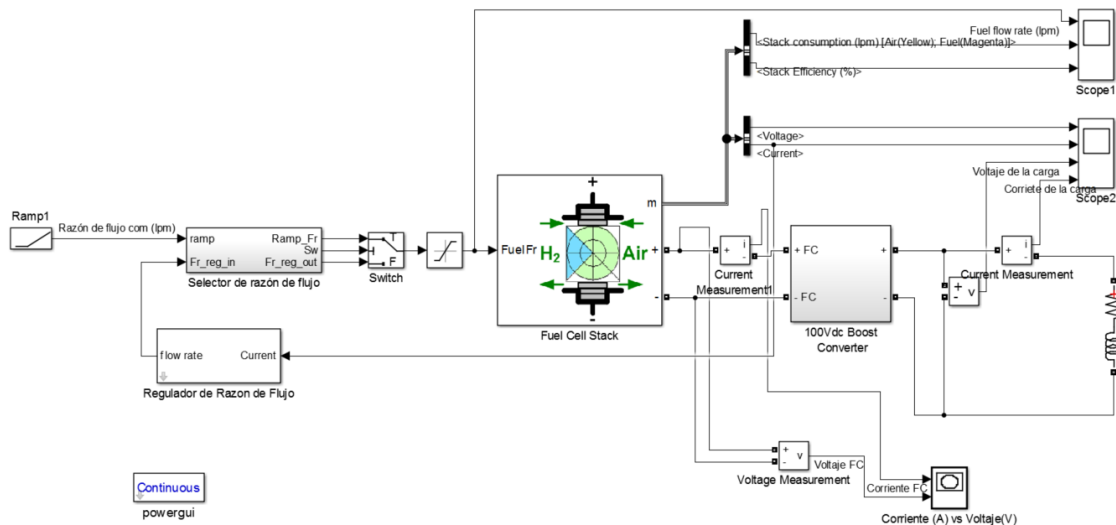 Fuel flow rate (lpm)
<Stack consumption (lpm) [Air(Yellow); Fuel(Magenta)]>
<Stack Efficiency (%)>
Scope1
<Voltage>
<Current>
Voltaje de la carga
Corriete de la carga
Scope2
Ramp1
Razón de flujo com (lpm)
ramp
Fr_reg_in
Ramp_Fr
Sw
Fr_reg_out
Selector de razón de flujo
T
F
Switch
+
m
FuelFr
H2
Air
+
-
-
Fuel Cell Stack
+
i
-
Current
Measurement1
+ FC
- FC
+
-
100Vdc Boost
Converter
+
i
-
Current Measurement
+
-
v
flow rate
Current
Regulador de Razon de Flujo
+
-
v
Voltage Measurement
Voltaje FC
Corriente FC
Corriente (A) vs Voltaje(V)
Continuous
powergui